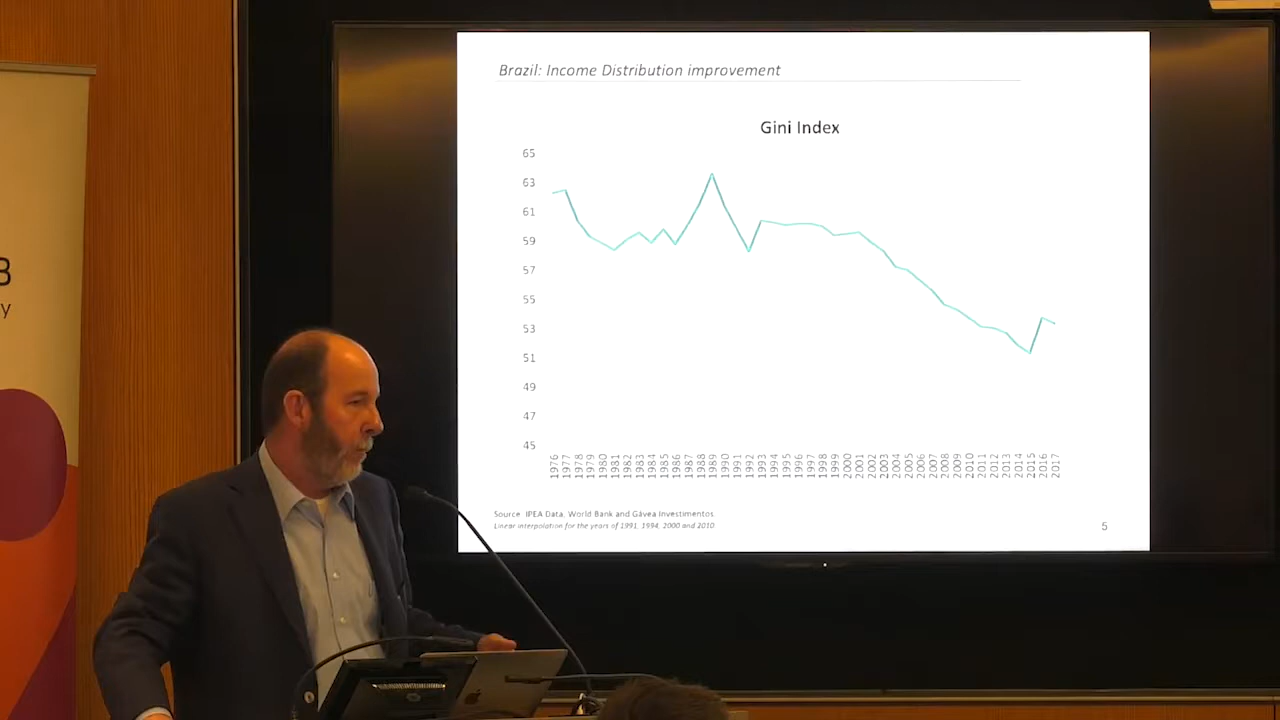 B
y
Brazil: Income Distribution improvement
Gini Index
65
63
61
59
57
55
53
51
49
47
45
1976 1977 1978 1979 1980 1981 1982 1983 1984 1985 1986 1987 1988 1989 1990 1991 1992 1993 1994 1995 1996 1997 1998 1999 2000 2001 2002 2003 2004 2005 2006 2007 2008 2009 2010 2011 2012 2013 2014 2015 2016 2017
Source IPEA Data, World Bank and Gávea Investimentos
Linear interpolation for the years of 1991, 1994, 2000 and 2010
5